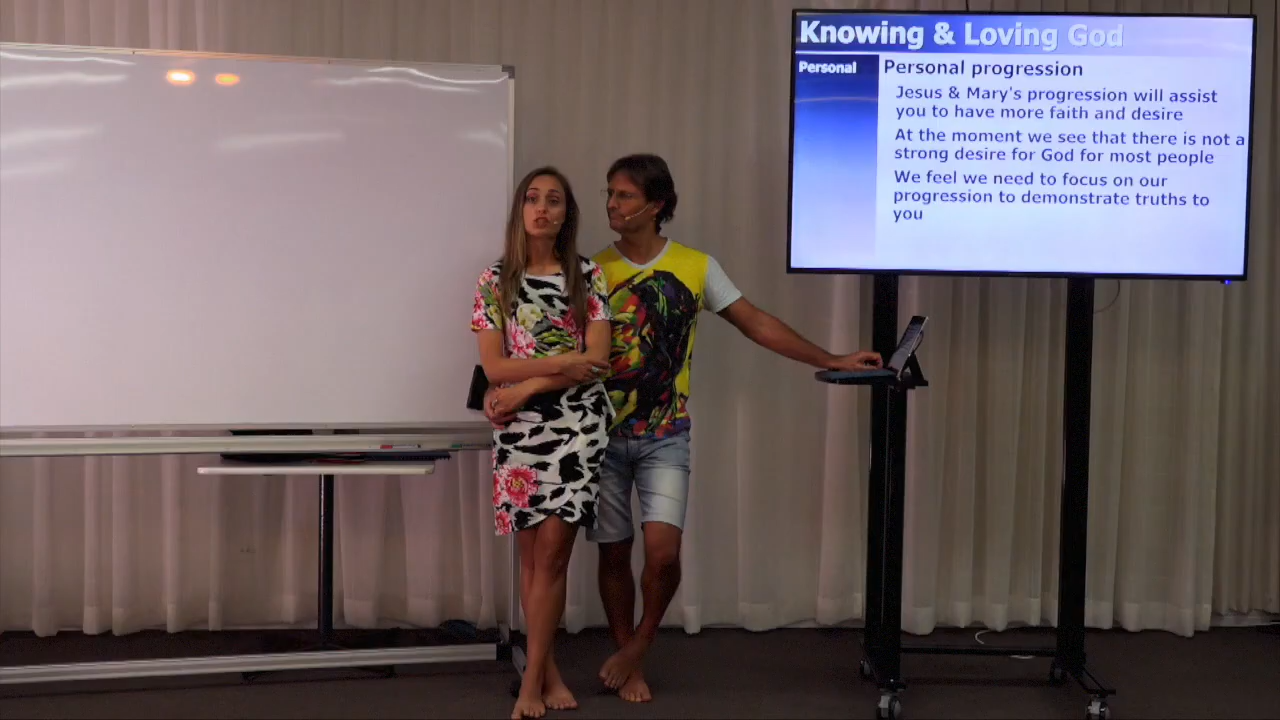 Knowing & Loving God
Personal
Personal progression
Jesus & Mary's progression will assist
you to have more faith and desire
At the moment we see that there is not a
strong desire for God for most people
We feel we need to focus on our
progression to demonstrate truths to
you